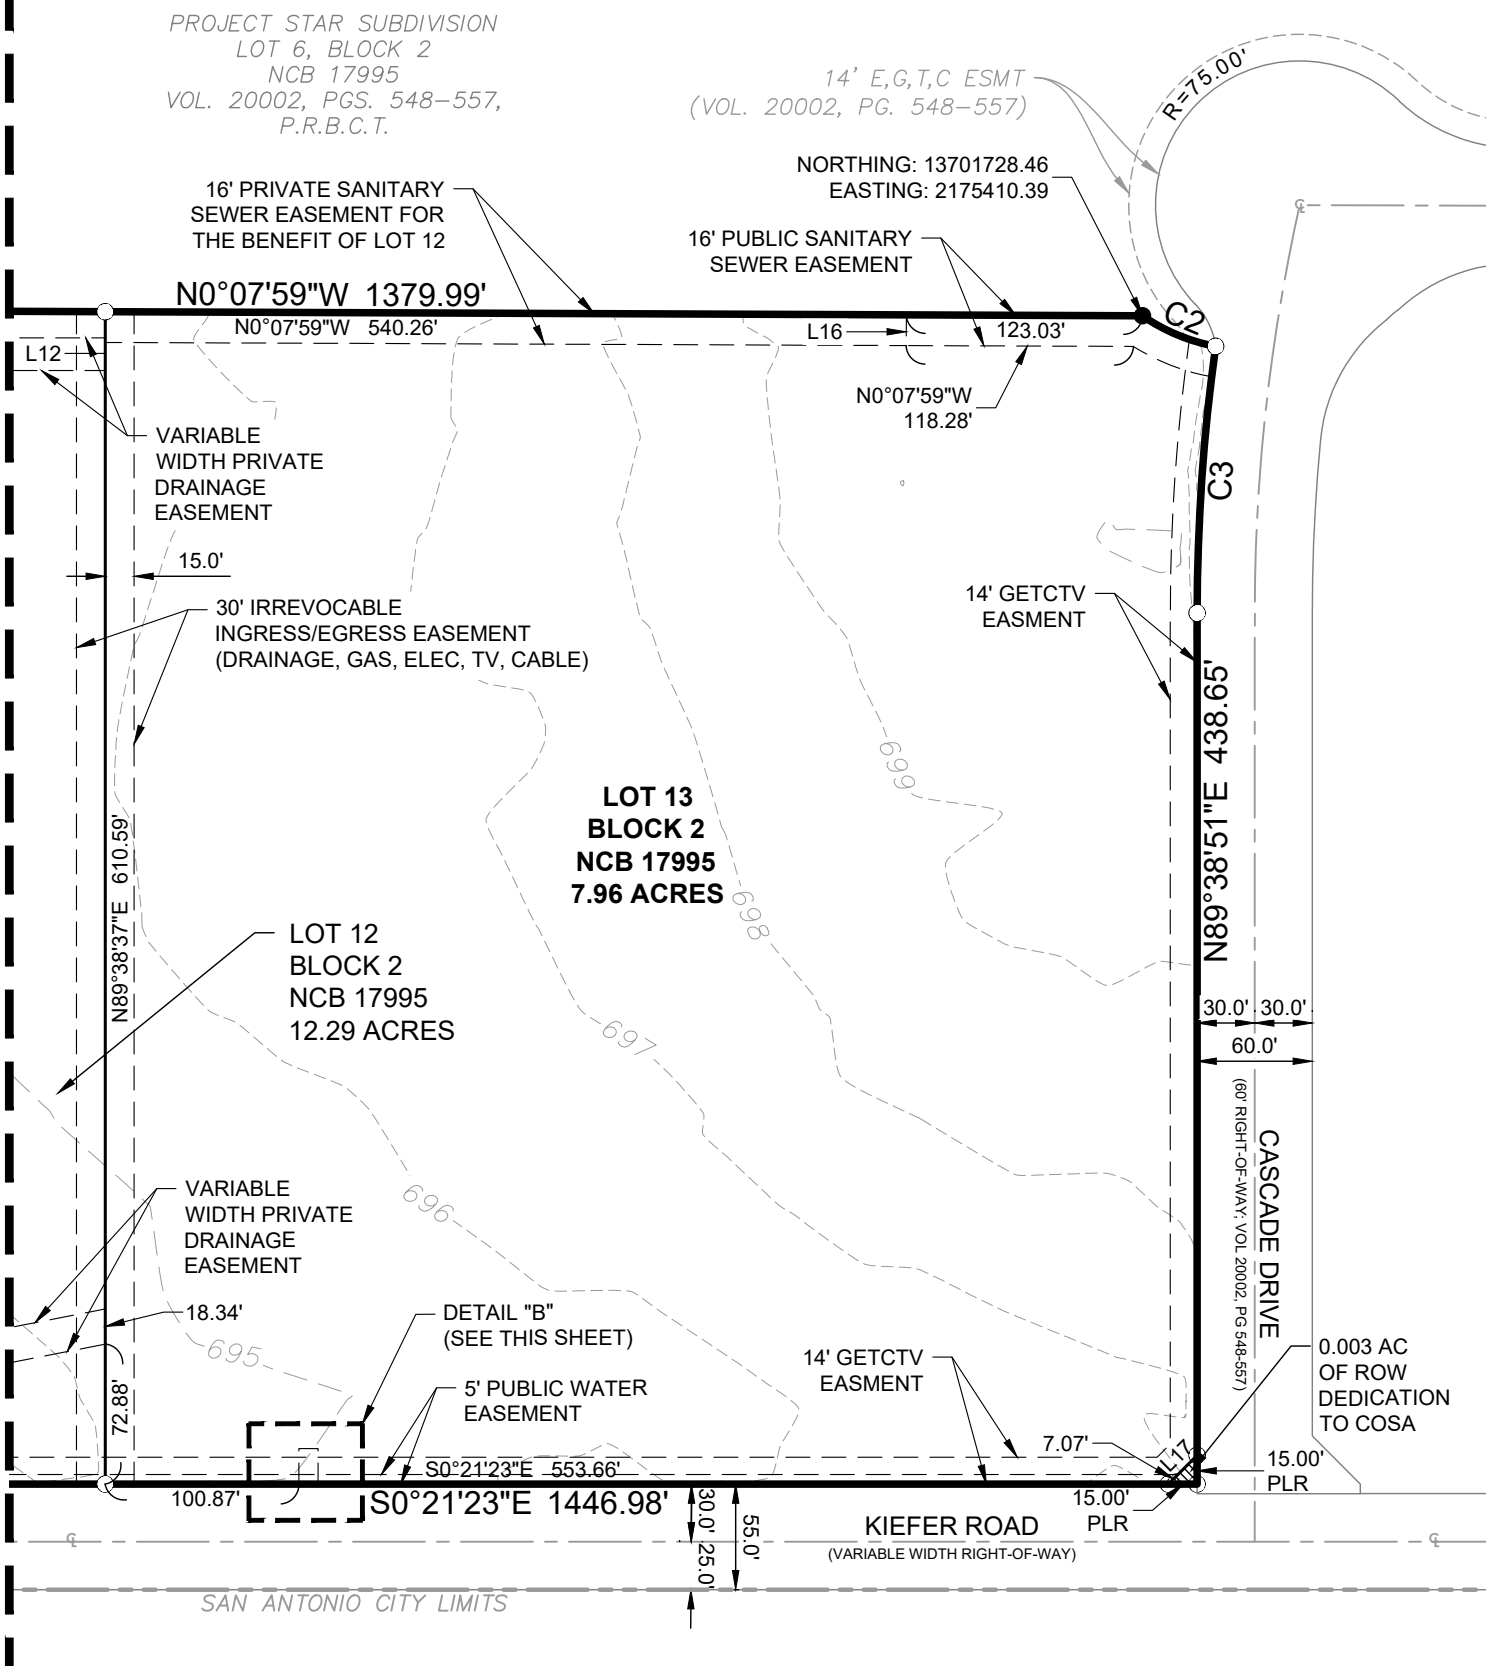 PROJECT STAR SUBDIVISION
LOT 6, BLOCK 2
NCB 17995
VOL. 20002, PGS. 548-557,
P.R.B.C.T.
14' E,G,T,C ESMT
(VOL. 20002, PG. 548-557)
R=75.00'
NORTHING: 13701728.46
EASTING: 2175410.39
16' PRIVATE SANITARY
SEWER EASEMENT FOR
THE BENEFIT OF LOT 12
16' PUBLIC SANITARY
SEWER EASEMENT
N0°07'59"W 1379.99'
N0°07'59"W 540.26'
L16
123.03'
C2
L12
N0°07'59"W
118.28'
VARIABLE
WIDTH PRIVATE
DRAINAGE
EASEMENT
C3
15.0'
30' IRREVOCABLE
INGRESS/EGRESS EASEMENT
(DRAINAGE, GAS, ELEC, TV, CABLE)
14' GETCTV
EASMENT
N89°38'51"E 438.65'
699
LOT 13
BLOCK 2
NCB 17995
7.96 ACRES
698
N89°38'37"E 610.59'
LOT 12
BLOCK 2
NCB 17995
12.29 ACRES
697
30.0'
30.0'
60.0'
CASCADE DRIVE
(60' RIGHT-OF-WAY; VOL 20002, PG 548-557)
696
VARIABLE
WIDTH PRIVATE
DRAINAGE
EASEMENT
18.34'
695
DETAIL "B"
(SEE THIS SHEET)
14' GETCTV
EASMENT
5' PUBLIC WATER
EASEMENT
0.003 AC
OF ROW
DEDICATION
TO COSA
72.88'
7.07'
L17
15.00'
PLR
S0°21'23"E 553.66'
100.87'
S0°21'23"E 1446.98'
15.00'
PLR
30.0'
25.0'
55.0'
KIEFER ROAD
(VARIABLE WIDTH RIGHT-OF-WAY)
SAN ANTONIO CITY LIMITS